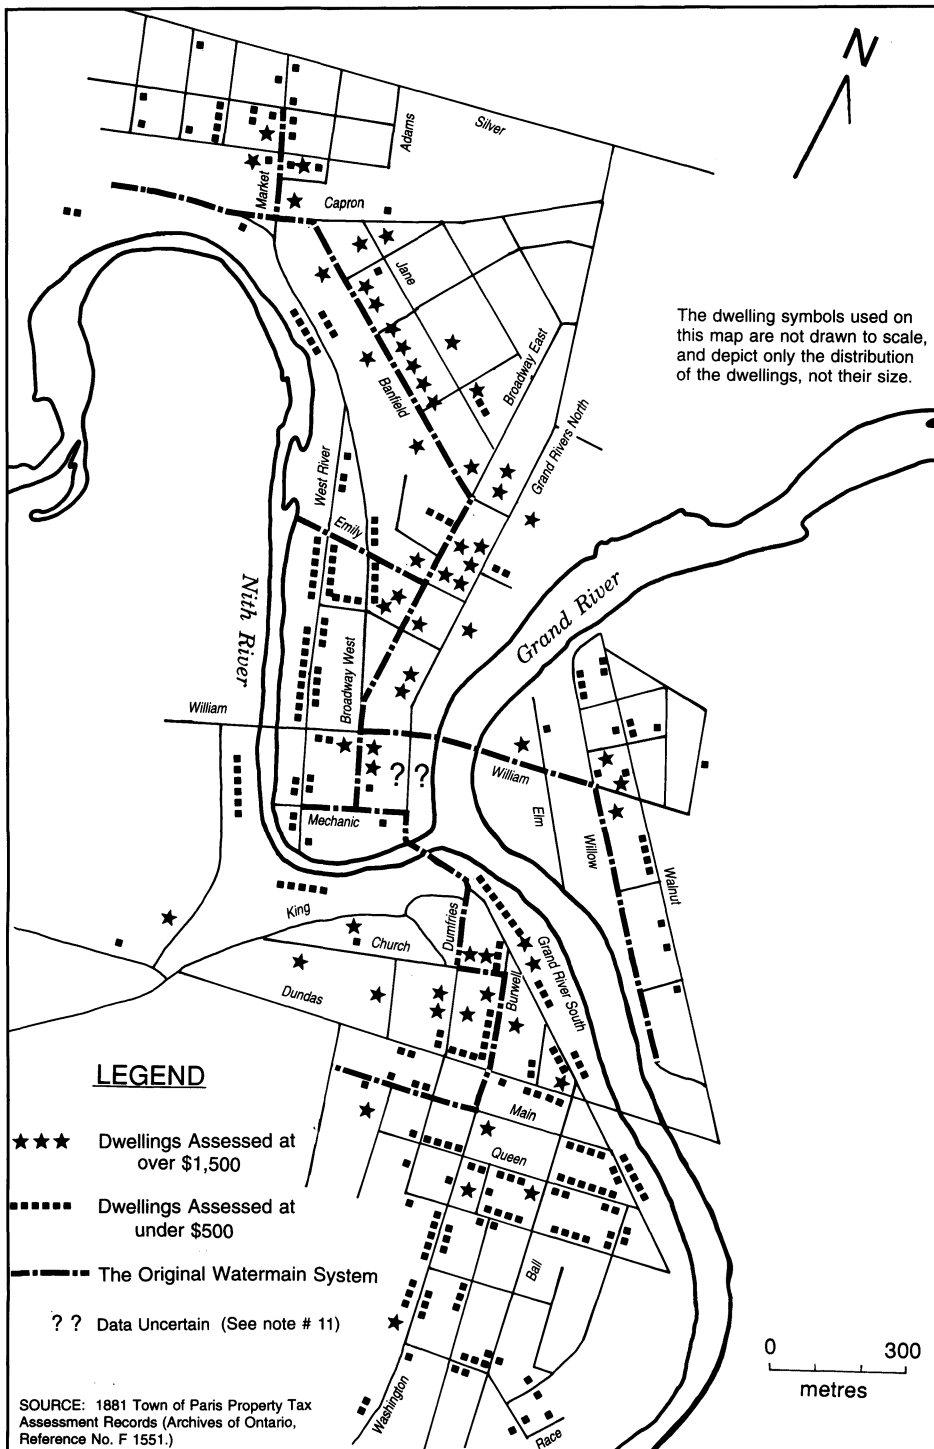 N
Silver
Adams
Market
Capron
Jane
The dwelling symbols used on
this map are not drawn to scale,
and depict only the distribution
of the dwellings, not their size.
Broadway East
Banfield
Grand Rivers North
West River
Emily
Nith River
Grand River
Broadway West
William
? ?
William
Elm
Mechanic
Willow
Walnut
King
Dumfries
Church
Grand River South
Burwell
Dundas
LEGEND
Main
Dwellings Assessed at
over $1,500
Queen
Dwellings Assessed at
under $500
The Original Watermain System
Ball
? ? Data Uncertain (See note # 11)
0 300
metres
Washington
Race
SOURCE: 1881 Town of Paris Property Tax
Assessment Records (Archives of Ontario,
Reference No. F 1551.)